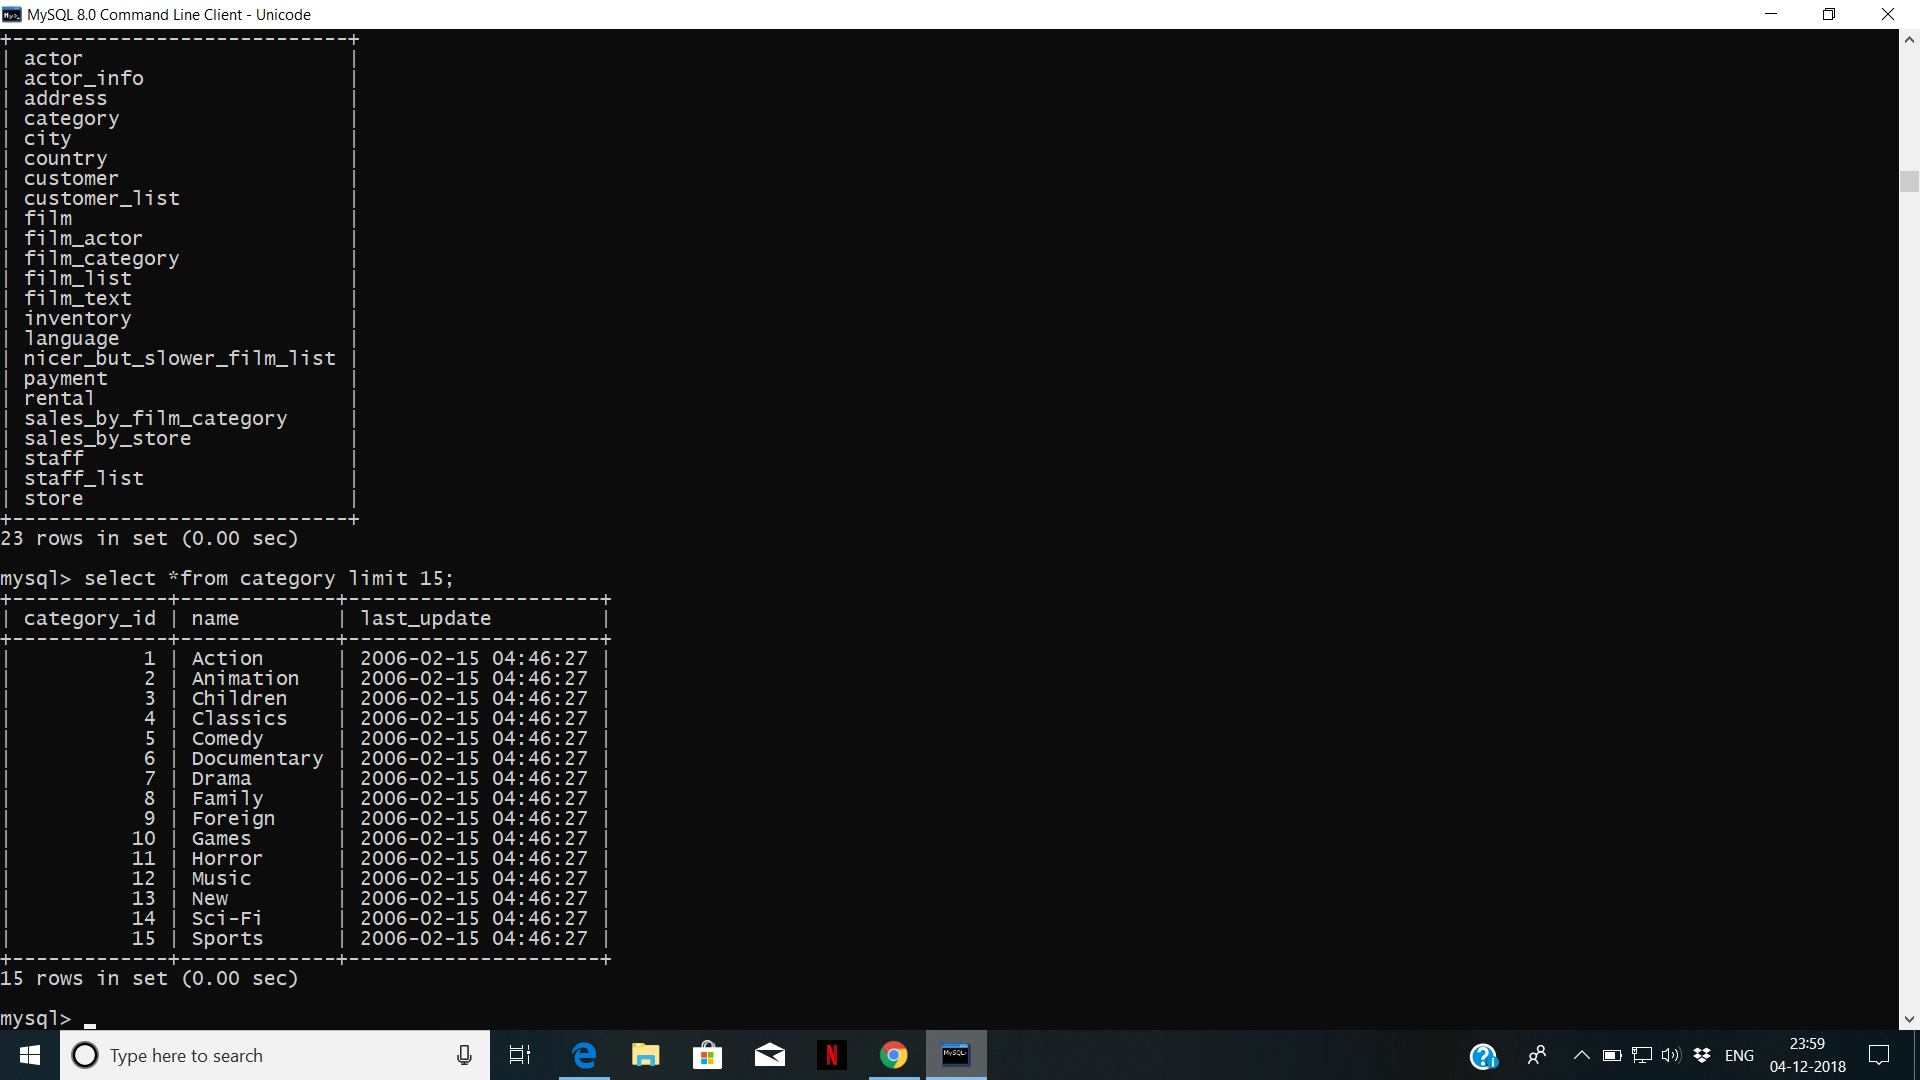 MySQL 8.0 Command Line Client - Unicode
+----------------------------+
| actor                      |
| actor_info                 |
| address                    |
| category                   |
| city                       |
| country                    |
| customer                   |
| customer_list              |
| film                       |
| film_actor                 |
| film_category              |
| film_list                  |
| film_text                  |
| inventory                  |
| language                   |
| nicer_but_slower_film_list |
| payment                    |
| rental                     |
| sales_by_film_category     |
| sales_by_store             |
| staff                      |
| staff_list                 |
| store                      |
+----------------------------+
23 rows in set (0.00 sec)
mysql> select *from category limit 15;
+-------------+-------------+---------------------+
| category_id | name        | last_update         |
+-------------+-------------+---------------------+
|           1 | Action      | 2006-02-15 04:46:27 |
|           2 | Animation   | 2006-02-15 04:46:27 |
|           3 | Children    | 2006-02-15 04:46:27 |
|           4 | Classics    | 2006-02-15 04:46:27 |
|           5 | Comedy      | 2006-02-15 04:46:27 |
|           6 | Documentary | 2006-02-15 04:46:27 |
|           7 | Drama       | 2006-02-15 04:46:27 |
|           8 | Family      | 2006-02-15 04:46:27 |
|           9 | Foreign     | 2006-02-15 04:46:27 |
|          10 | Games       | 2006-02-15 04:46:27 |
|          11 | Horror      | 2006-02-15 04:46:27 |
|          12 | Music       | 2006-02-15 04:46:27 |
|          13 | New         | 2006-02-15 04:46:27 |
|          14 | Sci-Fi      | 2006-02-15 04:46:27 |
|          15 | Sports      | 2006-02-15 04:46:27 |
+-------------+-------------+---------------------+
15 rows in set (0.00 sec)
mysql> _
Type here to search
ENG
23:59
04-12-2018